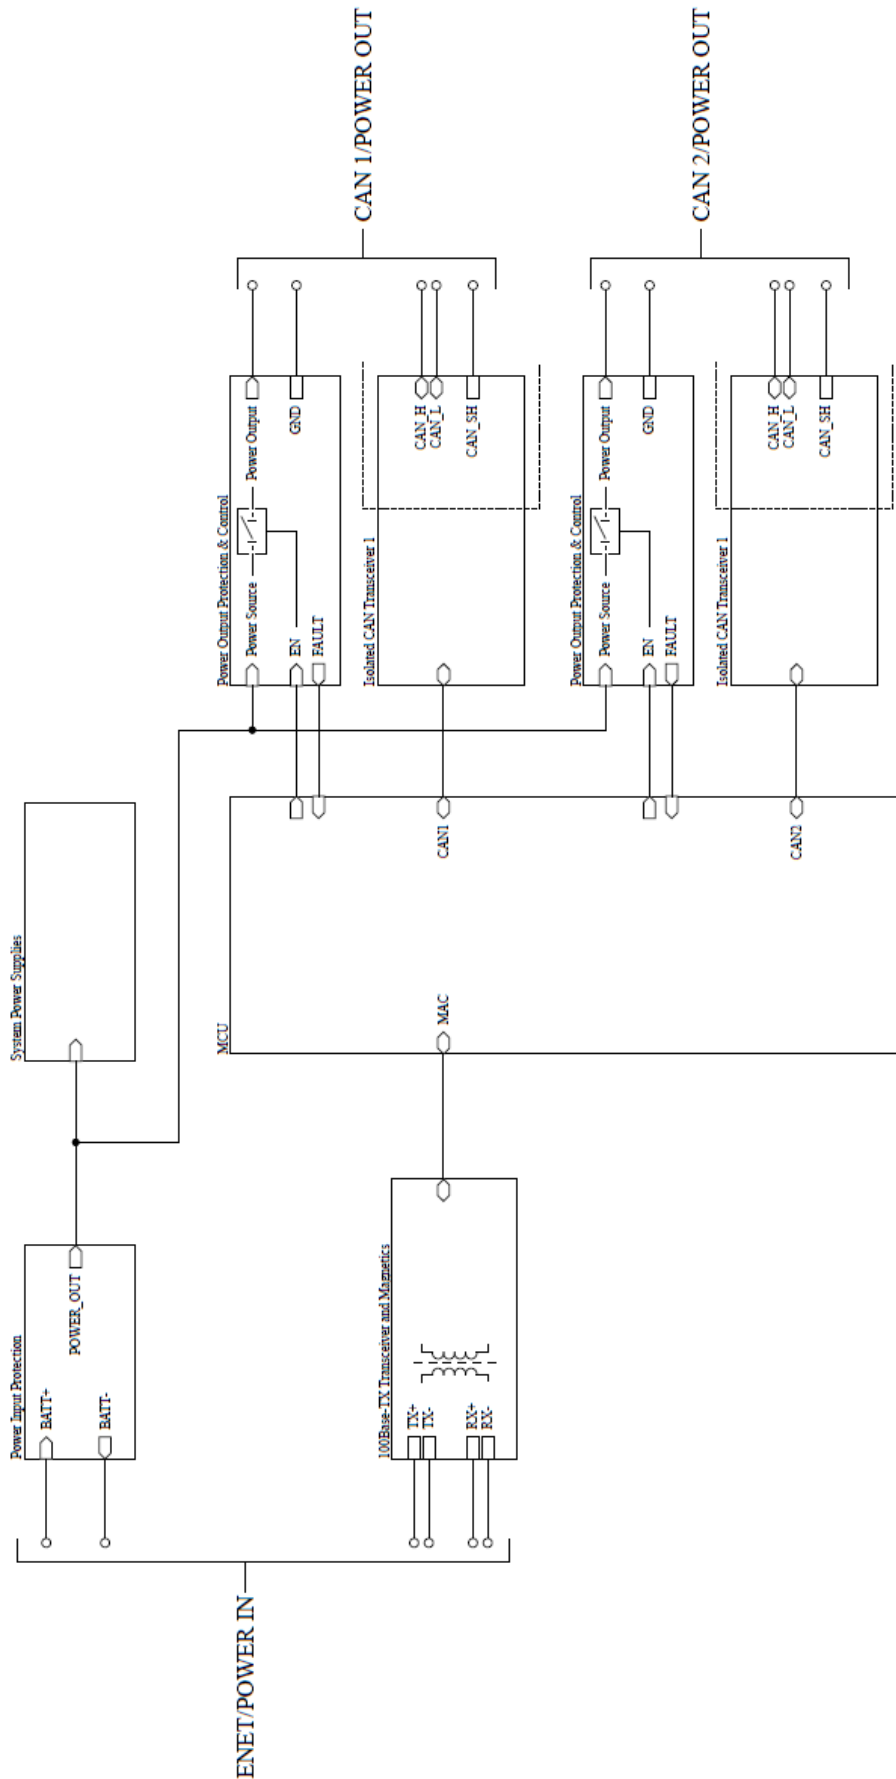 ENET/POWER IN
Power Input Protection
BATT+
BATT-
POWER_OUT
System Power Supplies
100Base-TX Transceiver and Magnetics
TX+
TX-
RX+
RX-
MCU
MAC
CAN1
CAN2
Power Output Protection & Control
Power Source
Power Output
EN
FAULT
GND
Isolated CAN Transceiver 1
CAN_H
CAN_L
CAN_SH
CAN 1/POWER OUT
Power Output Protection & Control
Power Source
Power Output
EN
FAULT
GND
Isolated CAN Transceiver 1
CAN_H
CAN_L
CAN_SH
CAN 2/POWER OUT